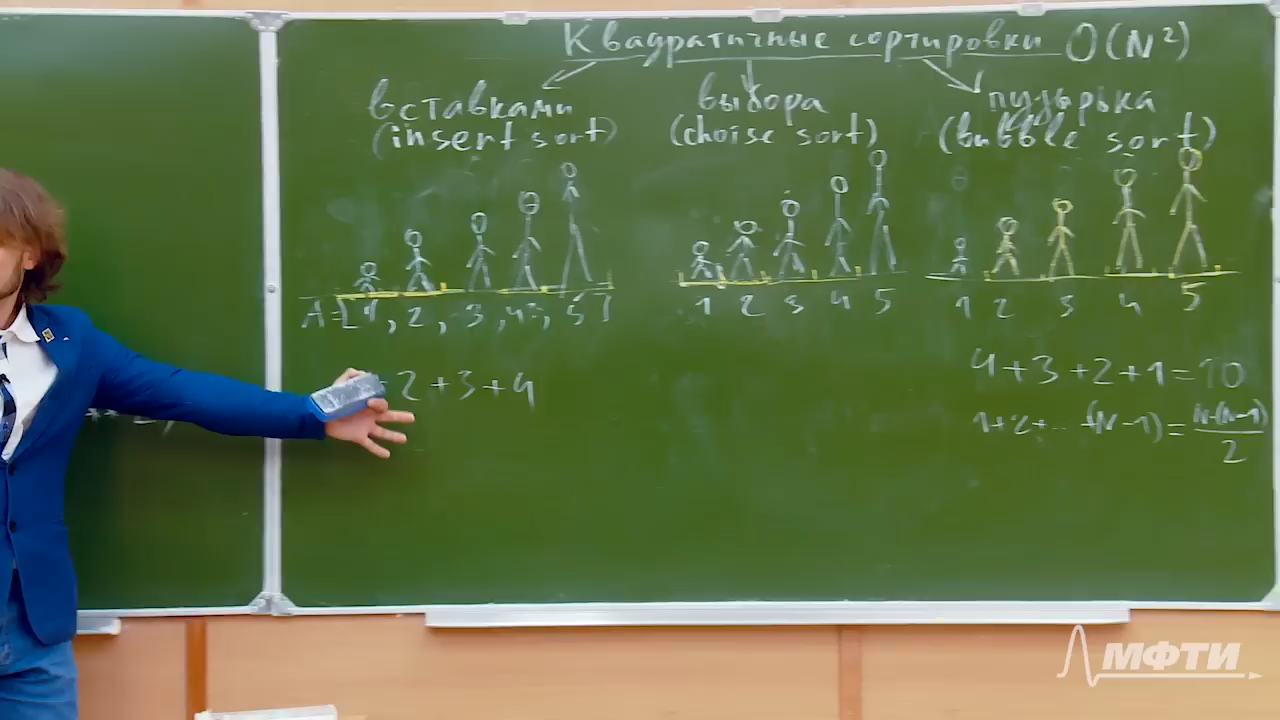 Квадратичные сортировки O(N²)
вставками
(insert sort)
выбора
(choise sort)
пузырька
(bubble sort)
A=[1, 2, 3, 4, 5]
1 2 3 4 5
1 2 3 4 5
+2+3+4
4+3+2+1=10
1+2+... +(N-1)= N·(N-1)
2
МФТИ